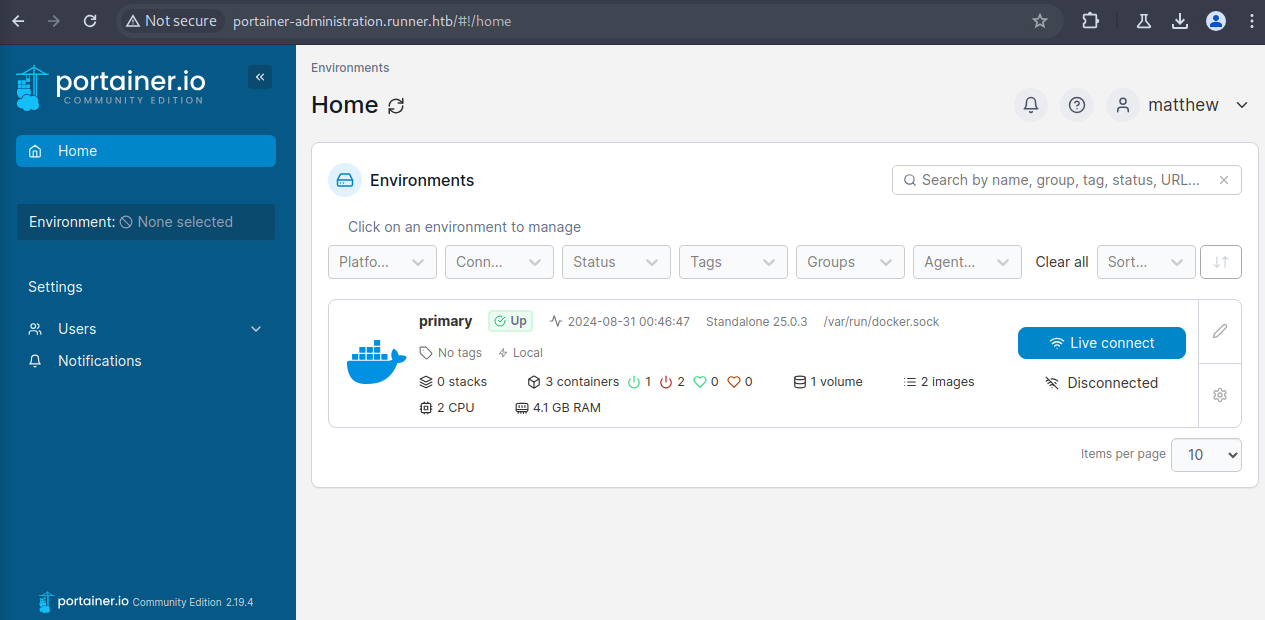 Not secure portainer-administration.runner.htb/#!/home
portainer.io
COMMUNITY EDITION
Home
Environment: None selected
Settings
Users
Notifications
portainer.io Community Edition 2.19.4
Environments
Home
matthew
Environments
Search by name, group, tag, status, URL...
Click on an environment to manage
Platfo... Conn... Status Tags Groups Agent... Clear all Sort...
primary Up 2024-08-31 00:46:47 Standalone 25.0.3 /var/run/docker.sock
No tags Local
0 stacks 3 containers 1 2 0 0 1 volume 2 images
2 CPU 4.1 GB RAM
Live connect
Disconnected
Items per page 10